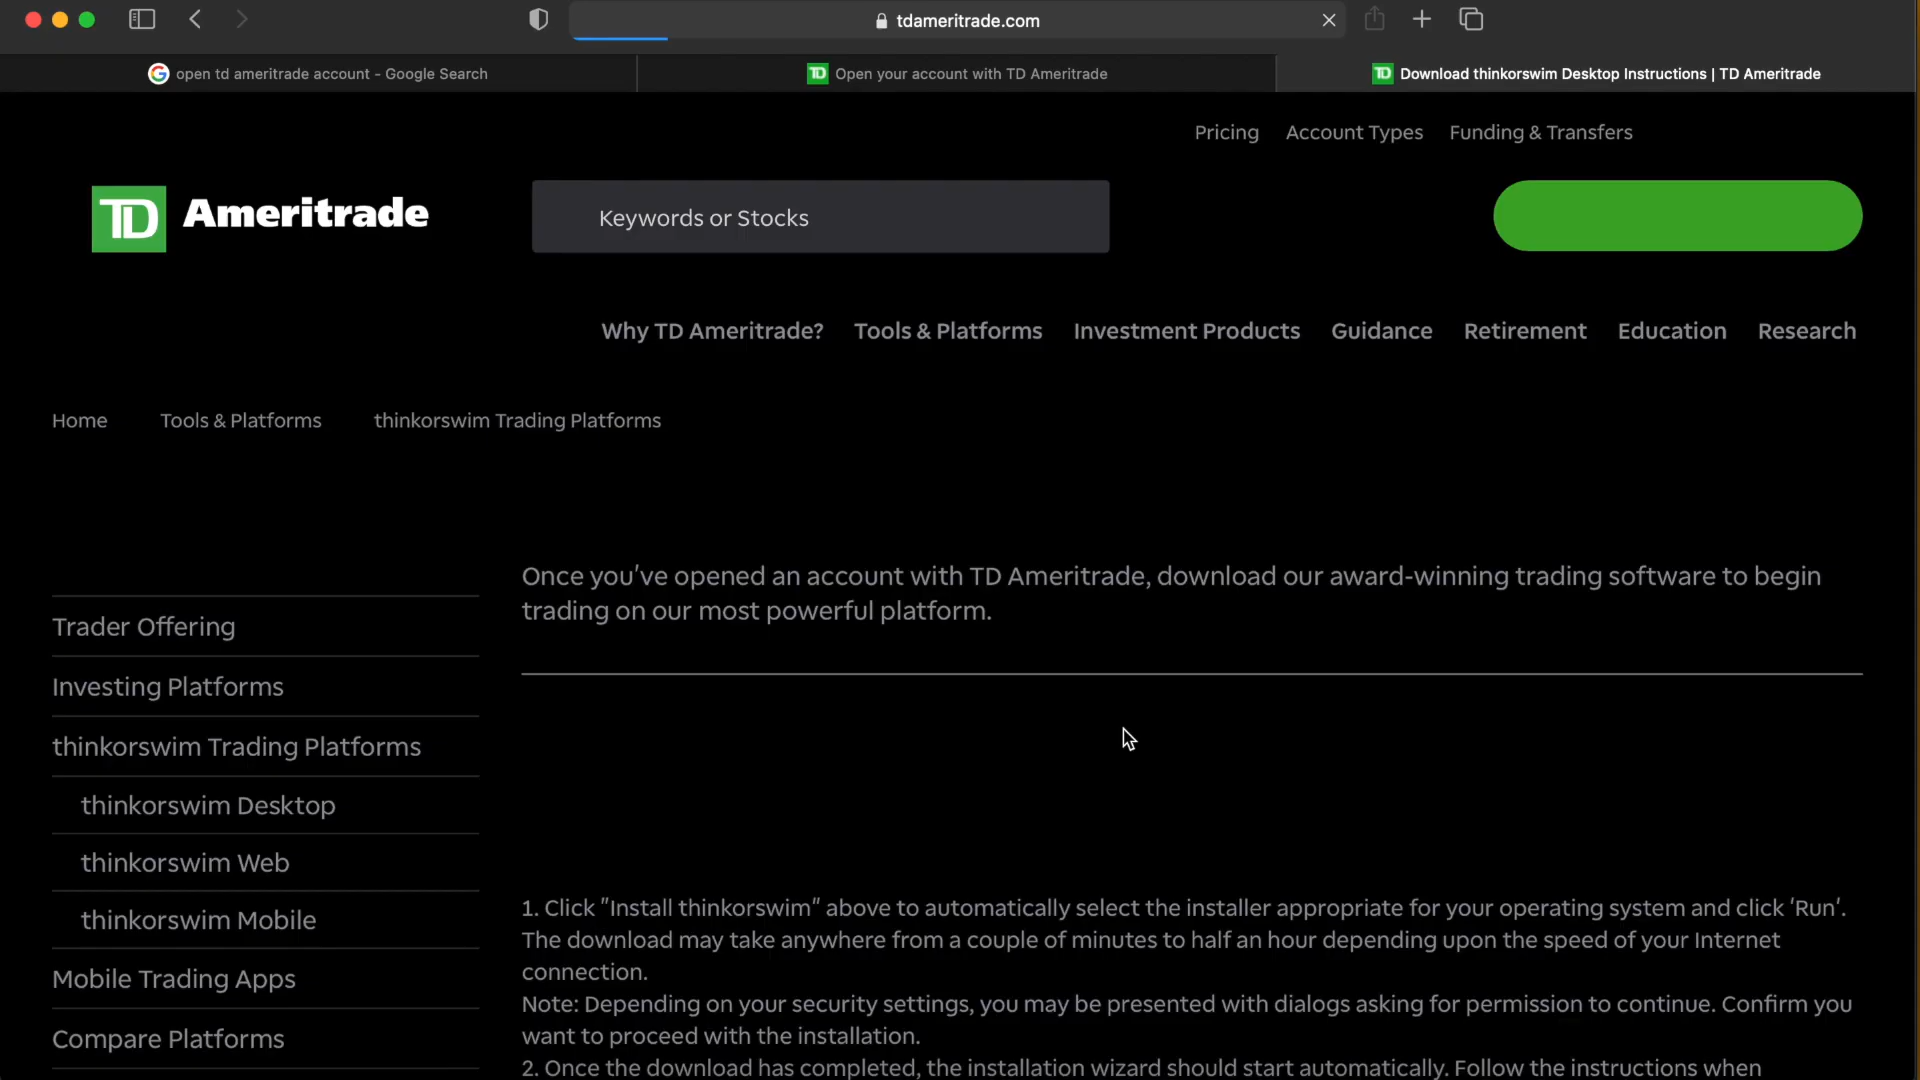 tdameritrade.com
open td ameritrade account - Google Search
Open your account with TD Ameritrade
Download thinkorswim Desktop Instructions | TD Ameritrade
Pricing Account Types Funding & Transfers
TD Ameritrade
Keywords or Stocks
Why TD Ameritrade? Tools & Platforms Investment Products Guidance Retirement Education Research
Home Tools & Platforms thinkorswim Trading Platforms
Once you've opened an account with TD Ameritrade, download our award-winning trading software to begin
trading on our most powerful platform.
Trader Offering
Investing Platforms
thinkorswim Trading Platforms
thinkorswim Desktop
thinkorswim Web
thinkorswim Mobile
Mobile Trading Apps
Compare Platforms
1. Click "Install thinkorswim" above to automatically select the installer appropriate for your operating system and click 'Run'.
The download may take anywhere from a couple of minutes to half an hour depending upon the speed of your Internet
connection.
Note: Depending on your security settings, you may be presented with dialogs asking for permission to continue. Confirm you
want to proceed with the installation.
2. Once the download has completed, the installation wizard should start automatically. Follow the instructions when